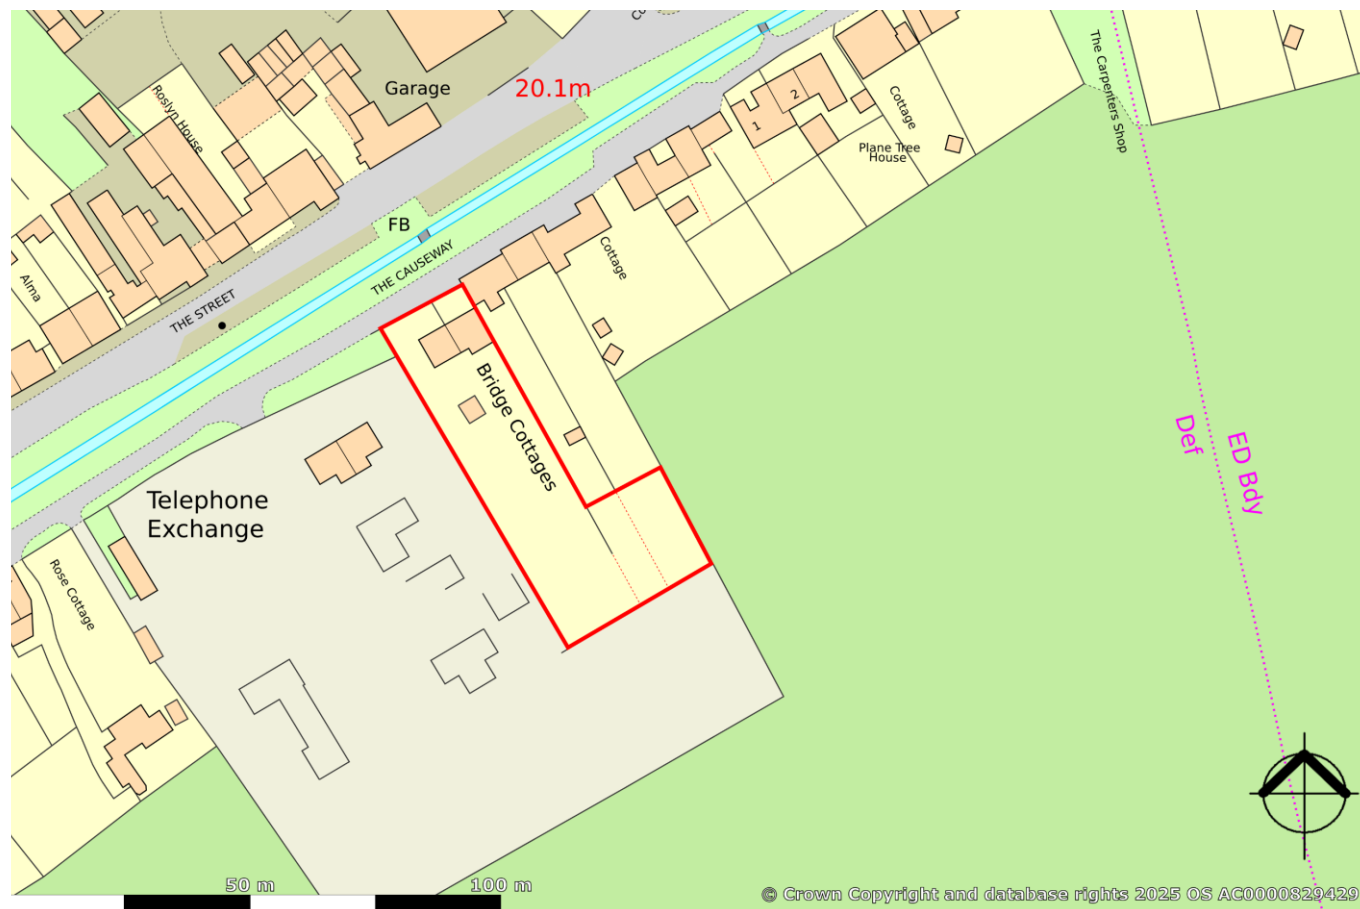 Garage
20.1m
Roslyn House
The Carpenters Shop
2
1
Cottage
Plane Tree
House
FB
THE CAUSEWAY
Cottage
Alma
THE STREET
Bridge Cottages
Def
ED Bdy
Telephone
Exchange
Rose Cottage
50 m
100 m
© Crown Copyright and database rights 2025 OS AC0000829429